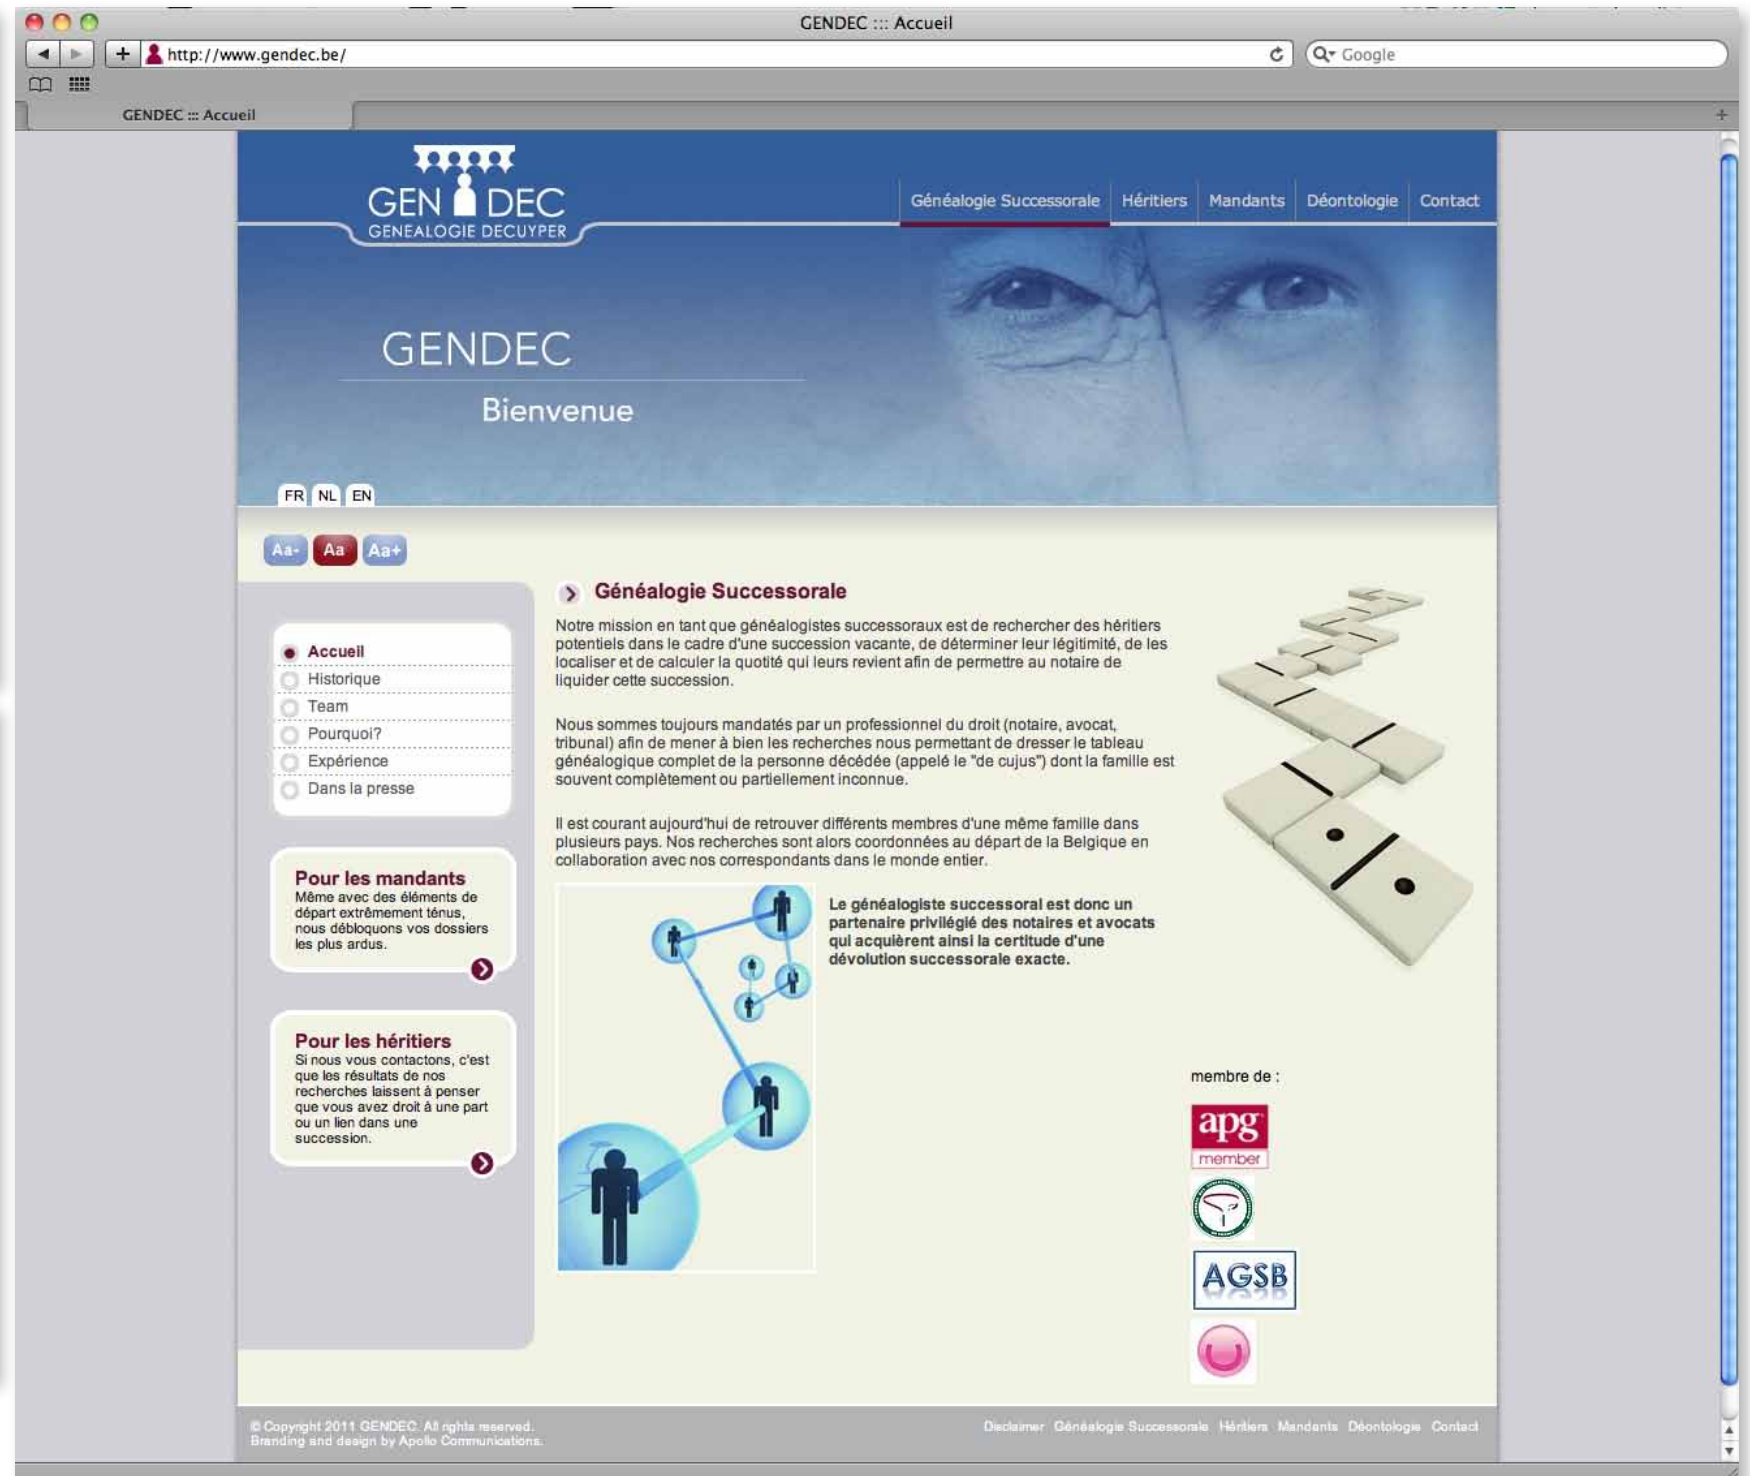 GENDEC ::: Accueil
http://www.gendec.be/
Google
GENDEC ::: Accueil
GEN DEC
GENEALOGIE DECUYPER
Généalogie Successorale Héritiers Mandants Déontologie Contact
GENDEC
Bienvenue
FR NL EN
Aa- Aa Aa+
Accueil
Historique
Team
Pourquoi?
Expérience
Dans la presse
Pour les mandants
Même avec des éléments de
départ extrêmement ténus,
nous débloquons vos dossiers
les plus ardus.
Pour les héritiers
Si nous vous contactons, c'est
que les résultats de nos
recherches laissent à penser
que vous avez droit à une part
ou un lien dans une
succession.
Généalogie Successorale
Notre mission en tant que généalogistes successoraux est de rechercher des héritiers
potentiels dans le cadre d'une succession vacante, de déterminer leur légitimité, de les
localiser et de calculer la quotité qui leurs revient afin de permettre au notaire de
liquider cette succession.
Nous sommes toujours mandatés par un professionnel du droit (notaire, avocat,
tribunal) afin de mener à bien les recherches nous permettant de dresser le tableau
généalogique complet de la personne décédée (appelé le "de cujus") dont la famille est
souvent complètement ou partiellement inconnue.
Il est courant aujourd'hui de retrouver différents membres d'une même famille dans
plusieurs pays. Nos recherches sont alors coordonnées au départ de la Belgique en
collaboration avec nos correspondants dans le monde entier.
Le généalogiste successoral est donc un
partenaire privilégié des notaires et avocats
qui acquièrent ainsi la certitude d'une
dévolution successorale exacte.
membre de :
apg
member
AGSB
© Copyright 2011 GENDEC. All rights reserved.
Branding and design by Apollo Communications.
Disclaimer Généalogie Successorale Héritiers Mandants Déontologie Contact